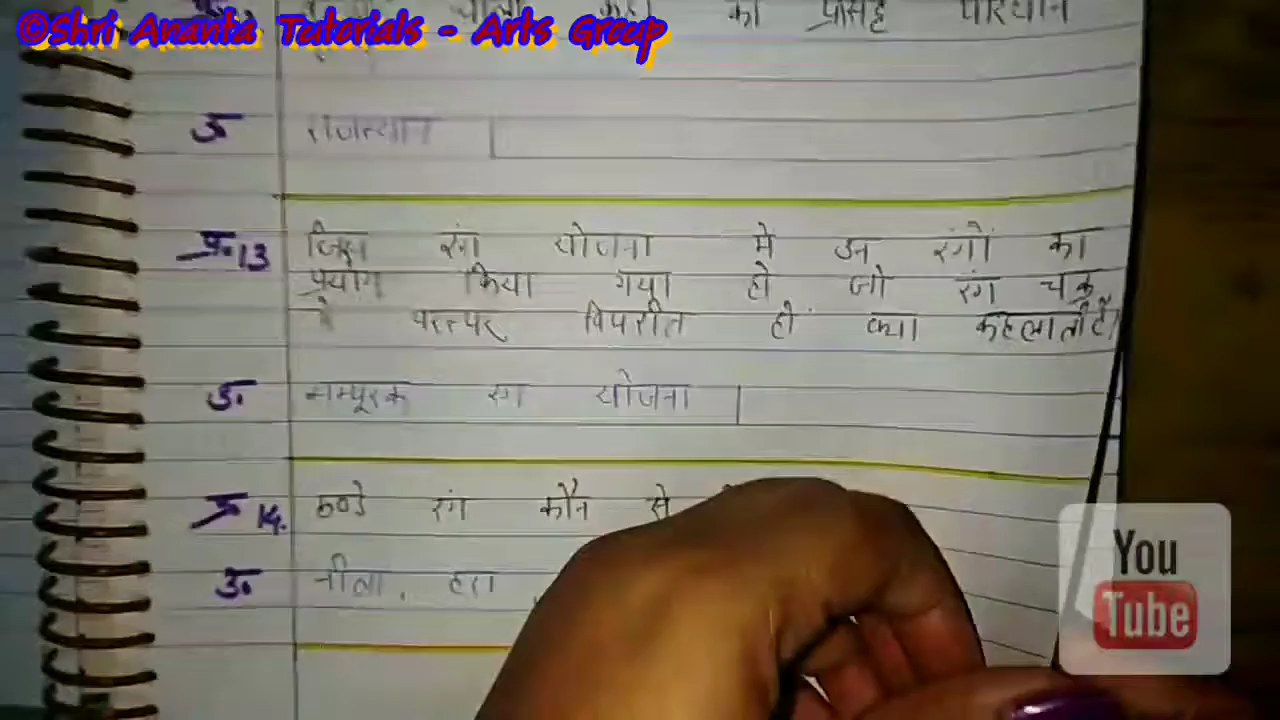 ©Shri Ananta Tutorials - Arts Group
का प्रसिद्ध परिधान
उ राजस्थान |
प्र.13 जिस रंग योजना मे उन रंगों का
प्रयोग किया गया हो जो रंग चक्र
मे परस्पर विपरीत हों क्या कहलाती है।
उ. सम्पूरक रंग योजना |
प्र 14. ठण्डे रंग कौन से
उ. नीला, हरा
You
Tube